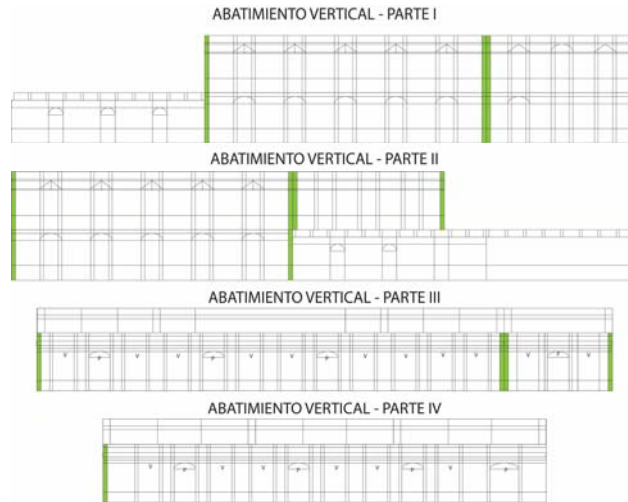 ABATIMIENTO VERTICAL - PARTE I
ABATIMIENTO VERTICAL - PARTE II
ABATIMIENTO VERTICAL - PARTE III
V P V V P V V P V V V V V P V
ABATIMIENTO VERTICAL - PARTE IV
V P V V P V V P V P